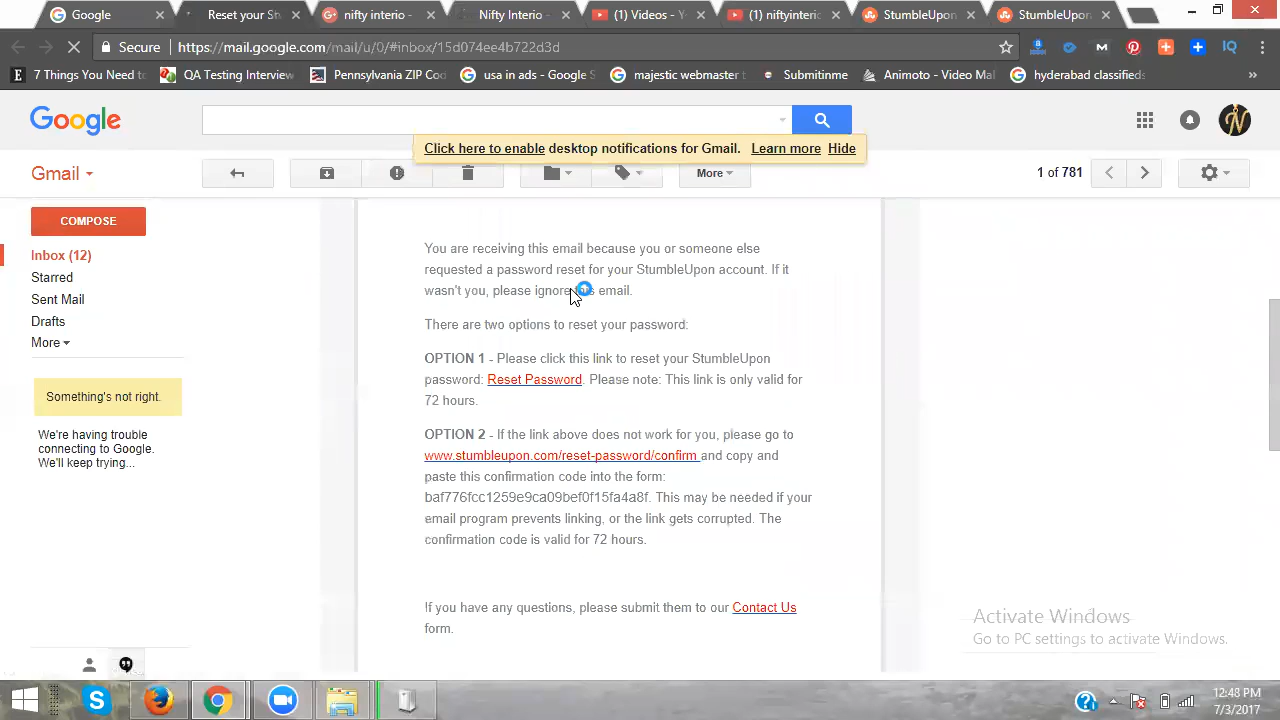 Google
Reset your St
nifty interio -
Nifty Interio -
(1) Videos - Y
(1) niftyinteri
StumbleUpon
StumbleUpon
Secure
https://mail.google.com/mail/u/0/#inbox/15d074ee4b722d3d
7 Things You Need to
QA Testing Interview
Pennsylvania ZIP Coo
usa in ads - Google S
majestic webmaster t
Submitinme
Animoto - Video Mal
hyderabad classifieds
»
Google
Click here to enable desktop notifications for Gmail. Learn more Hide
Gmail
More
1 of 781
COMPOSE
Inbox (12)
Starred
Sent Mail
Drafts
More
Something's not right.
We're having trouble
connecting to Google.
We'll keep trying...
You are receiving this email because you or someone else
requested a password reset for your StumbleUpon account. If it
wasn't you, please ignore this email.
There are two options to reset your password:
OPTION 1 - Please click this link to reset your StumbleUpon
password: Reset Password. Please note: This link is only valid for
72 hours.
OPTION 2 - If the link above does not work for you, please go to
www.stumbleupon.com/reset-password/confirm and copy and
paste this confirmation code into the form:
baf776fcc1259e9ca09bef0f15fa4a8f. This may be needed if your
email program prevents linking, or the link gets corrupted. The
confirmation code is valid for 72 hours.
If you have any questions, please submit them to our Contact Us
form.
Activate Windows
Go to PC settings to activate Windows.
12:48 PM
7/3/2017